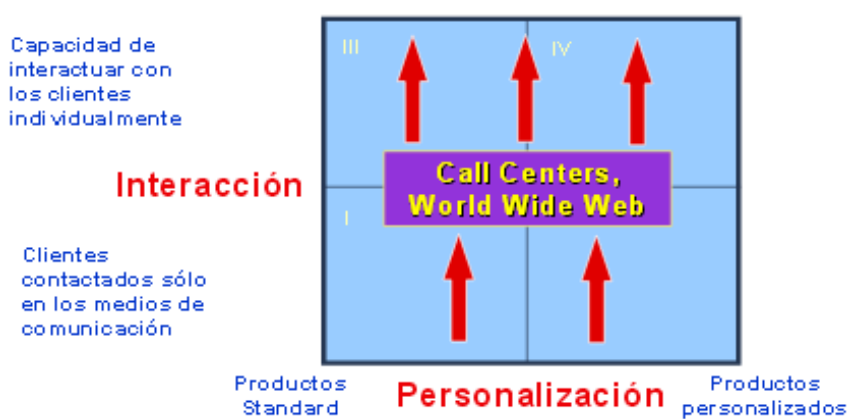 Capacidad de
interactuar con
los clientes
individualmente
III
IV
Interacción
Call Centers,
World Wide Web
I
Clientes
contactados sólo
en los medios de
comunicación
Productos
Standard
Personalización
Productos
personalizados